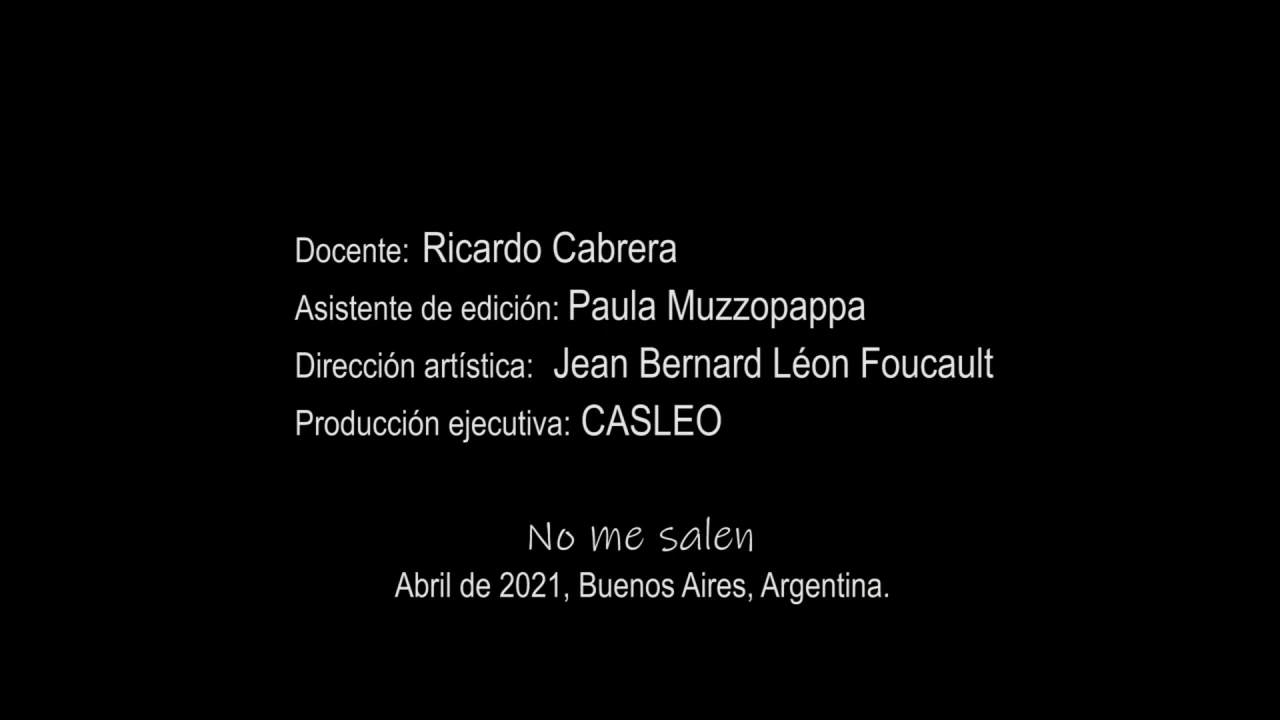 Docente: Ricardo Cabrera
Asistente de edición: Paula Muzzopappa
Dirección artística: Jean Bernard Léon Foucault
Producción ejecutiva: CASLEO
No me salen
Abril de 2021, Buenos Aires, Argentina.